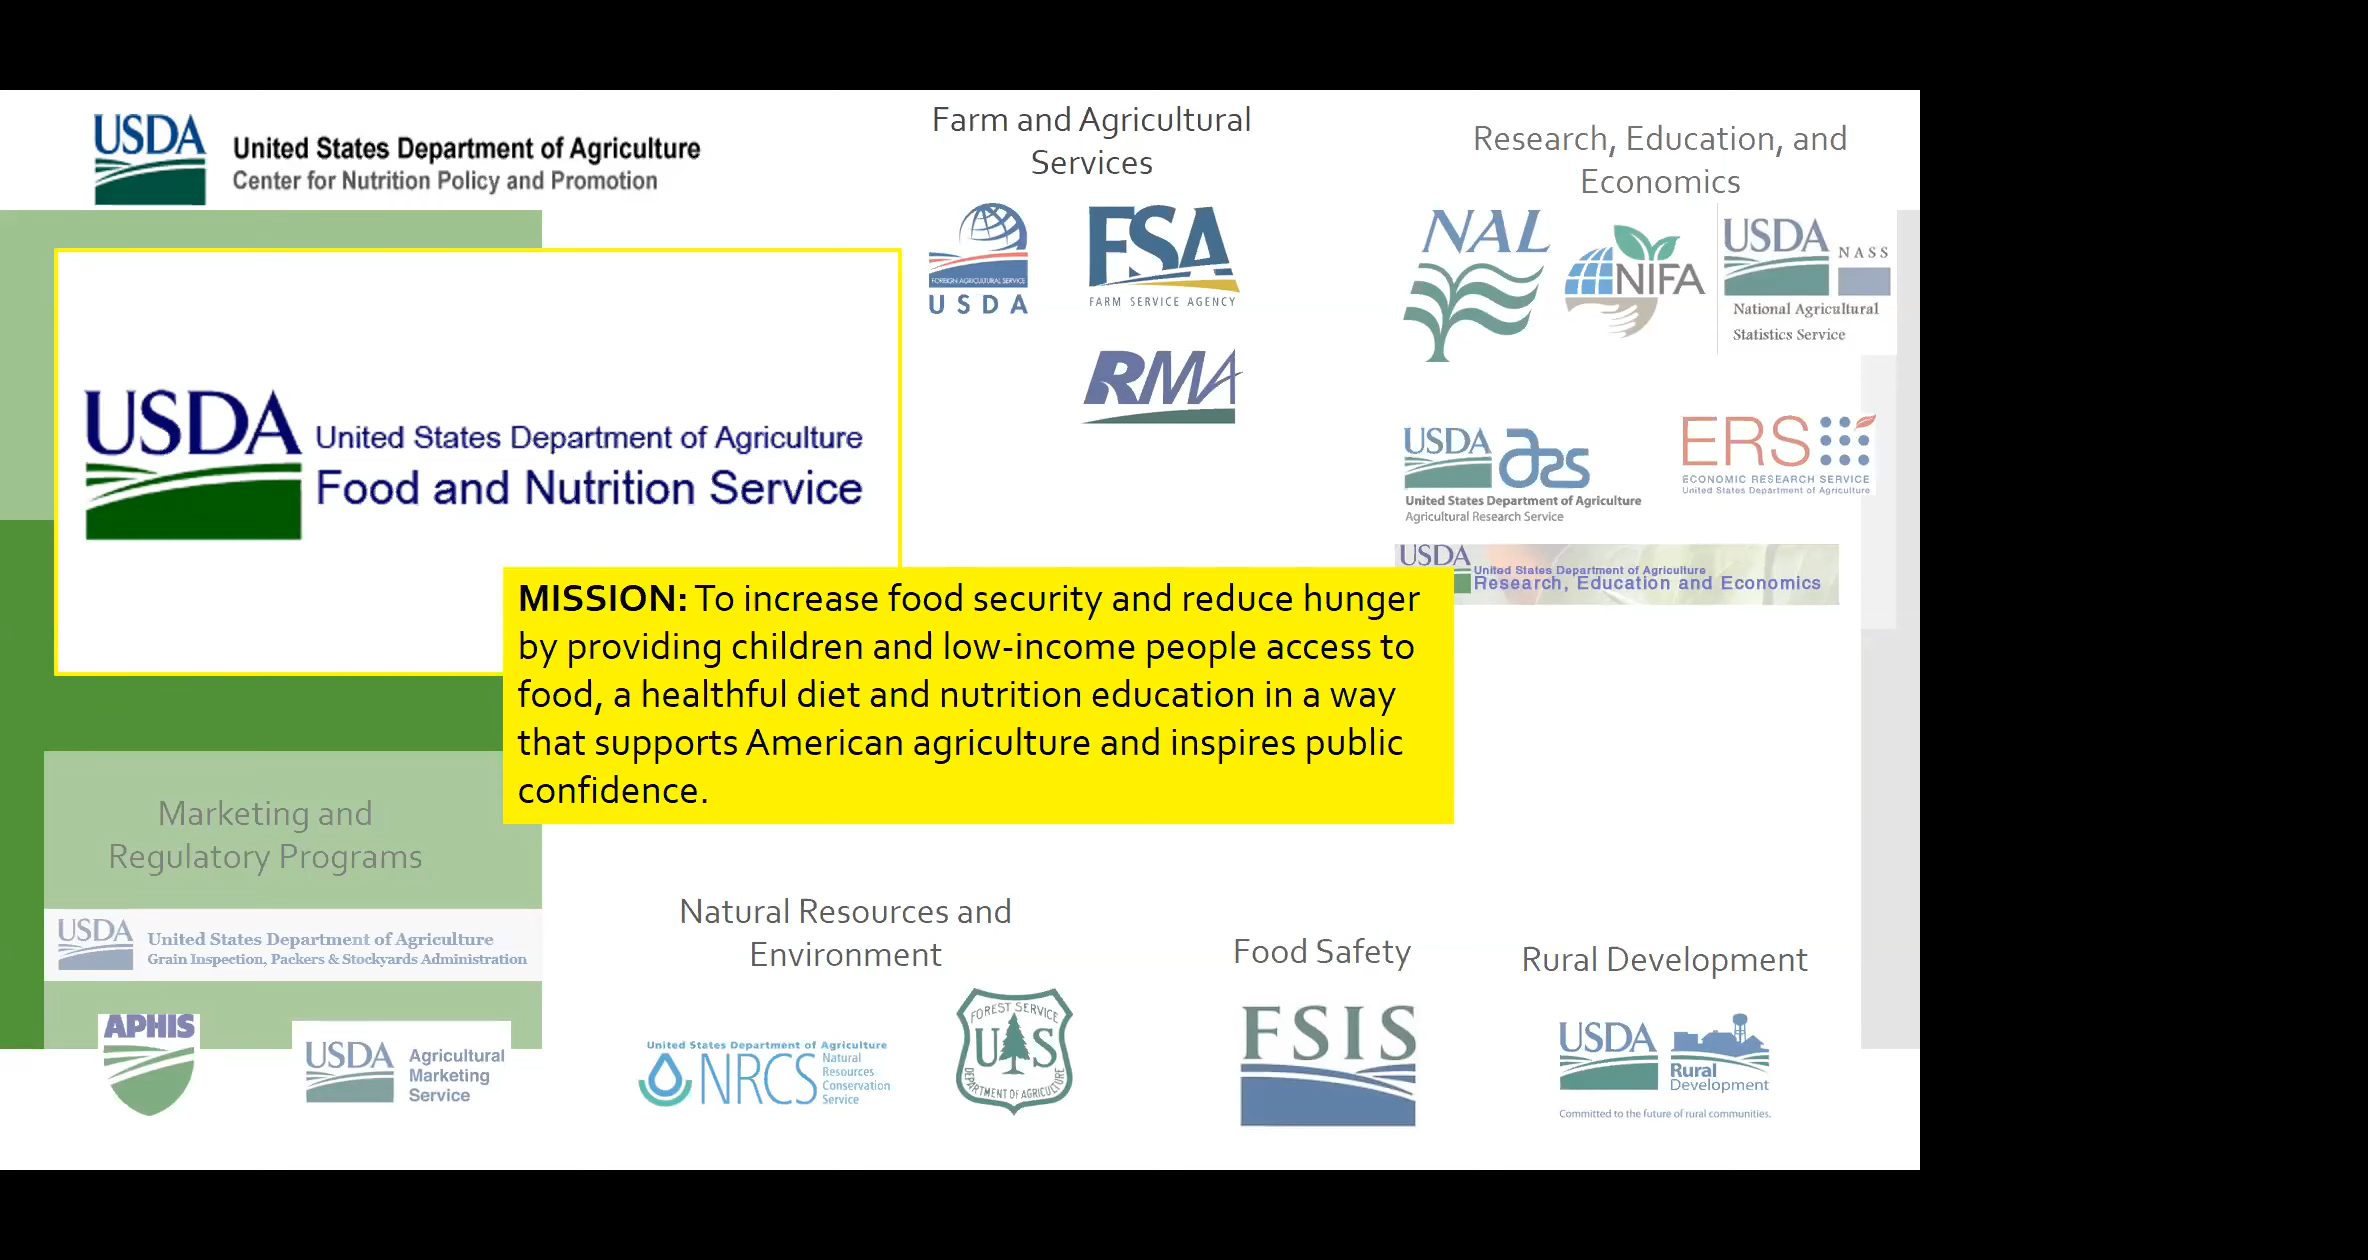 USDA
United States Department of Agriculture
Center for Nutrition Policy and Promotion
USDA
United States Department of Agriculture
Food and Nutrition Service
MISSION: To increase food security and reduce hunger
by providing children and low-income people access to
food, a healthful diet and nutrition education in a way
that supports American agriculture and inspires public
confidence.
Farm and Agricultural
Services
FOREIGN AGRICULTURAL SERVICE
USDA
FSA
FARM SERVICE AGENCY
RMA
Research, Education, and
Economics
NAL
NIFA
USDA
NASS
National Agricultural
Statistics Service
USDA ars
United States Department of Agriculture
Agricultural Research Service
ERS
ECONOMIC RESEARCH SERVICE
United States Department of Agriculture
USDA
United States Department of Agriculture
Research, Education and Economics
Marketing and
Regulatory Programs
USDA
United States Department of Agriculture
Grain Inspection, Packers & Stockyards Administration
APHIS
USDA
Agricultural
Marketing
Service
Natural Resources and
Environment
United States Department of Agriculture
NRCS
Natural
Resources
Conservation
Service
FOREST SERVICE
U S
DEPARTMENT OF AGRICULTURE
Food Safety
FSIS
Rural Development
USDA
Rural
Development
Committed to the future of rural communities.